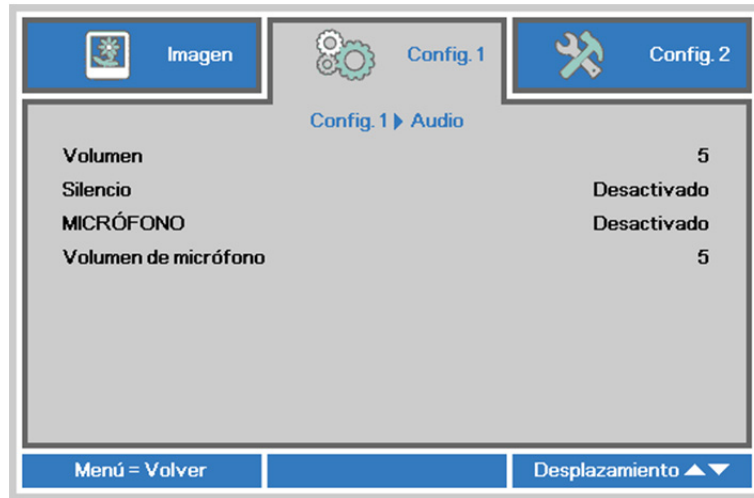 Imagen Config. 1 Config. 2
Config. 1 ▶ Audio
Volumen 5
Silencio Desactivado
MICRÓFONO Desactivado
Volumen de micrófono 5
Menú = Volver Desplazamiento ▲▼